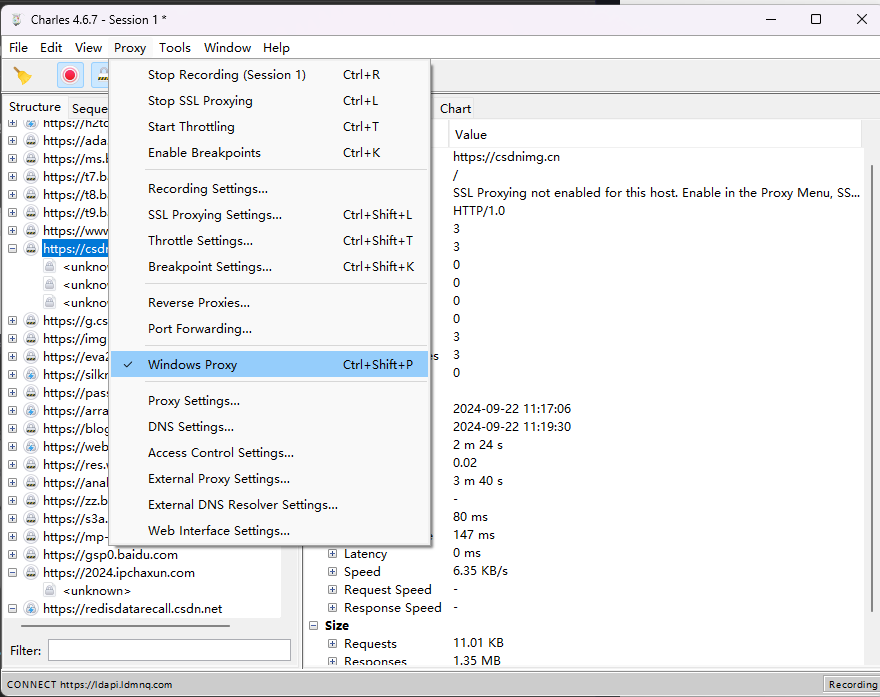 Charles 4.6.7 - Session 1 *
File Edit View Proxy Tools Window Help
Stop Recording (Session 1) Ctrl+R
Stop SSL Proxying Ctrl+L
Start Throttling Ctrl+T
Enable Breakpoints Ctrl+K
Recording Settings...
SSL Proxying Settings... Ctrl+Shift+L
Throttle Settings... Ctrl+Shift+T
Breakpoint Settings... Ctrl+Shift+K
Reverse Proxies...
Port Forwarding...
Windows Proxy Ctrl+Shift+P
Proxy Settings...
DNS Settings...
Access Control Settings...
External Proxy Settings...
External DNS Resolver Settings...
Web Interface Settings...
Structure Seque
https://ada
https://ms.b
https://t7.ba
https://t8.ba
https://t9.ba
https://www
https://csdn
<unknow
<unknow
<unknow
https://g.cs
https://img
https://eva2
https://silkr
https://pass
https://arra
https://blog
https://web
https://res.w
https://anal
https://zz.b
https://s3a.
https://mp-
https://gsp0.baidu.com
https://2024.ipchaxun.com
<unknown>
https://redisdatarecall.csdn.net
Filter:
Chart
Value
https://csdnimg.cn
/
SSL Proxying not enabled for this host. Enable in the Proxy Menu, SS...
HTTP/1.0
3
3
0
0
0
0
3
es 3
0
2024-09-22 11:17:06
2024-09-22 11:19:30
2 m 24 s
0.02
3 m 40 s
-
80 ms
147 ms
Latency 0 ms
Speed 6.35 KB/s
Request Speed -
Response Speed -
Size
Requests 11.01 KB
Responses 1.35 MB
CONNECT https://ldapi.ldmnq.com
Recording